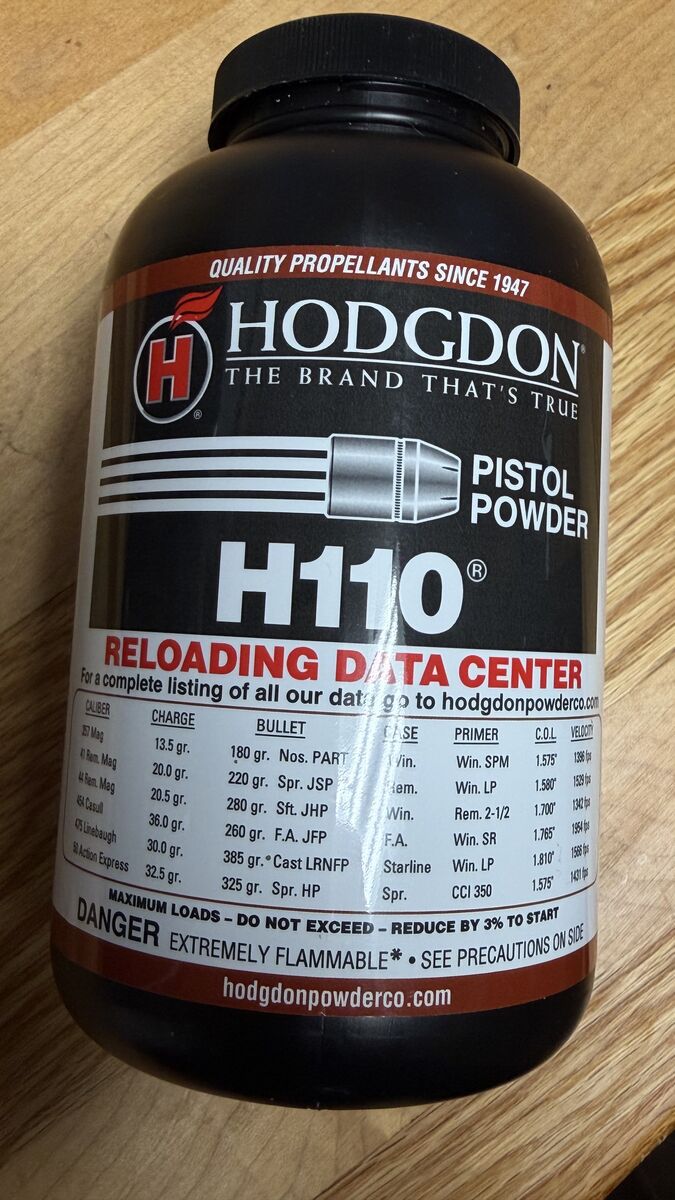 QUALITY PROPELLANTS SINCE 1947
H ®
HODGDON®
THE BRAND THAT'S TRUE
PISTOL
POWDER
H110®
RELOADING DATA CENTER
For a complete listing of all our data go to hodgdonpowderco.com
CALIBER CHARGE BULLET CASE PRIMER C.O.L. VELOCITY
357 Mag 13.5 gr. 180 gr. Nos. PART Win. Win. SPM 1.575" 1396 fps
41 Rem. Mag 20.0 gr. 220 gr. Spr. JSP Rem. Win. LP 1.580" 1529 fps
44 Rem. Mag 20.5 gr. 280 gr. Sft. JHP Win. Rem. 2-1/2 1.700" 1342 fps
454 Casull 36.0 gr. 260 gr. F.A. JFP F.A. Win. SR 1.765" 1954 fps
475 Linebaugh 30.0 gr. 385 gr. Cast LRNFP Starline Win. LP 1.810" fps
50 Action Express 32.5 gr. 325 gr. Spr. HP Spr. CCI 350 1.575" 1431 fps
MAXIMUM LOADS – DO NOT EXCEED – REDUCE BY 3% TO START
DANGER EXTREMELY FLAMMABLE* • SEE PRECAUTIONS ON SIDE
hodgdonpowderco.com